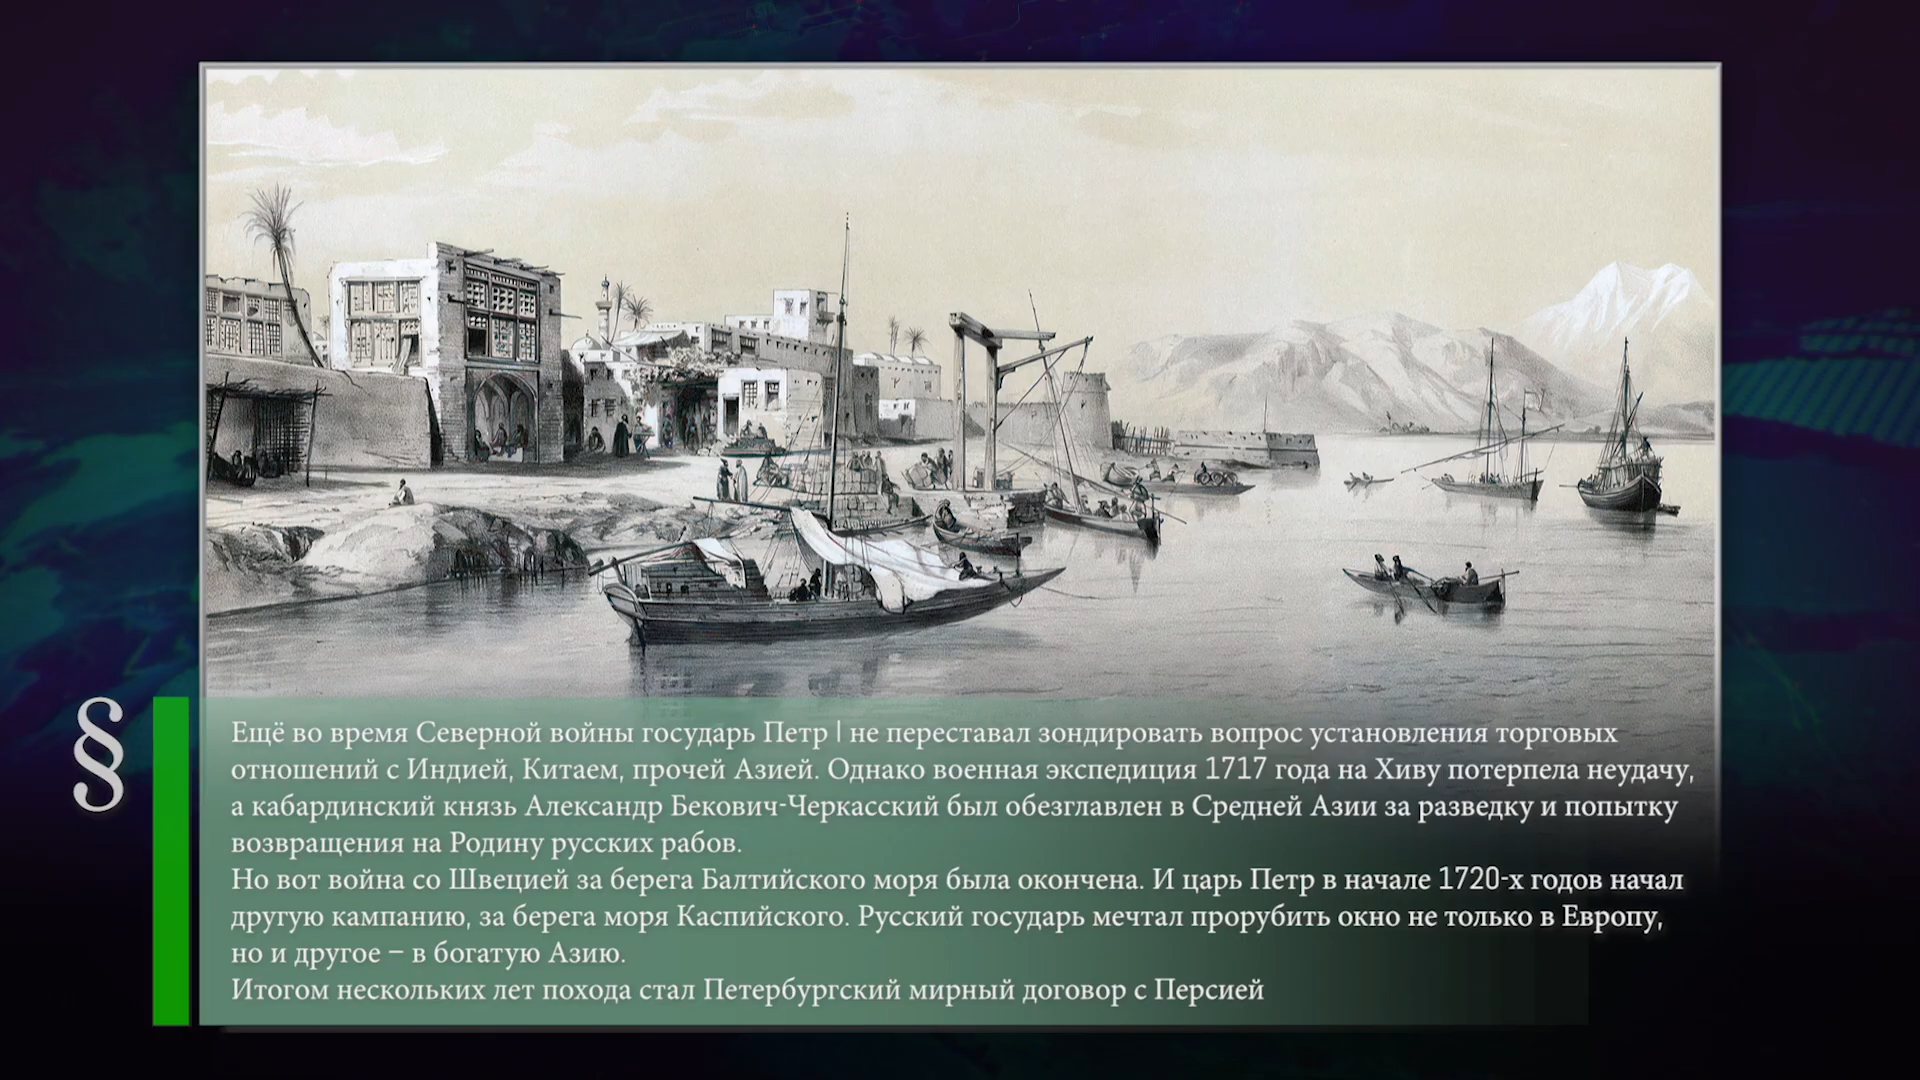 §
Ещё во время Северной войны государь Петр I не переставал зондировать вопрос установления торговых
отношений с Индией, Китаем, прочей Азией. Однако военная экспедиция 1717 года на Хиву потерпела неудачу,
а кабардинский князь Александр Бекович-Черкасский был обезглавлен в Средней Азии за разведку и попытку
возвращения на Родину русских рабов.
Но вот война со Швецией за берега Балтийского моря была окончена. И царь Петр в начале 1720-х годов начал
другую кампанию, за берега моря Каспийского. Русский государь мечтал прорубить окно не только в Европу,
но и другое – в богатую Азию.
Итогом нескольких лет похода стал Петербургский мирный договор с Персией